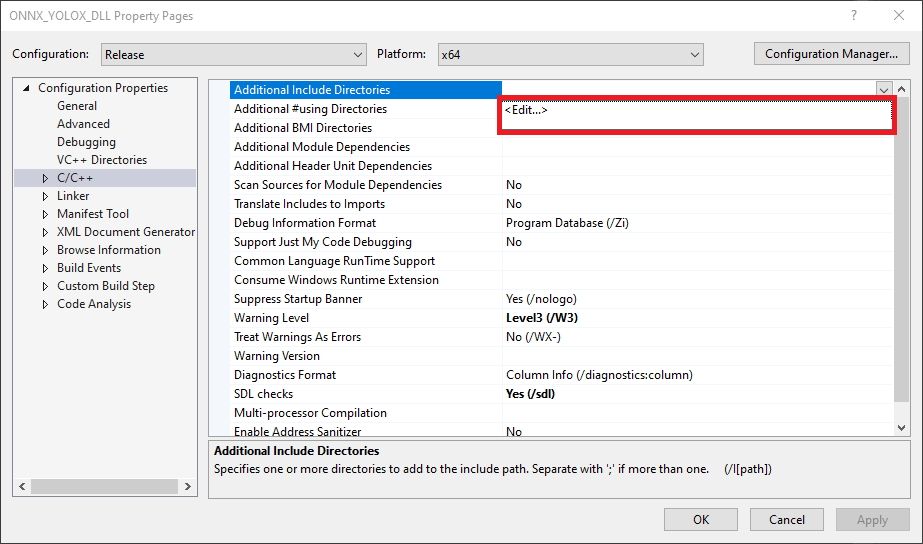 ONNX_YOLOX_DLL Property Pages
Configuration: Release Platform: x64 Configuration Manager...
Configuration Properties
General
Advanced
Debugging
VC++ Directories
C/C++
Linker
Manifest Tool
XML Document Generator
Browse Information
Build Events
Custom Build Step
Code Analysis
Additional Include Directories
Additional #using Directories <Edit...>
Additional BMI Directories
Additional Module Dependencies
Additional Header Unit Dependencies
Scan Sources for Module Dependencies No
Translate Includes to Imports No
Debug Information Format Program Database (/Zi)
Support Just My Code Debugging No
Common Language RunTime Support
Consume Windows Runtime Extension
Suppress Startup Banner Yes (/nologo)
Warning Level Level3 (/W3)
Treat Warnings As Errors No (/WX-)
Warning Version
Diagnostics Format Column Info (/diagnostics:column)
SDL checks Yes (/sdl)
Multi-processor Compilation
Enable Address Sanitizer No
Additional Include Directories
Specifies one or more directories to add to the include path. Separate with ';' if more than one. (/I[path])
OK Cancel Apply